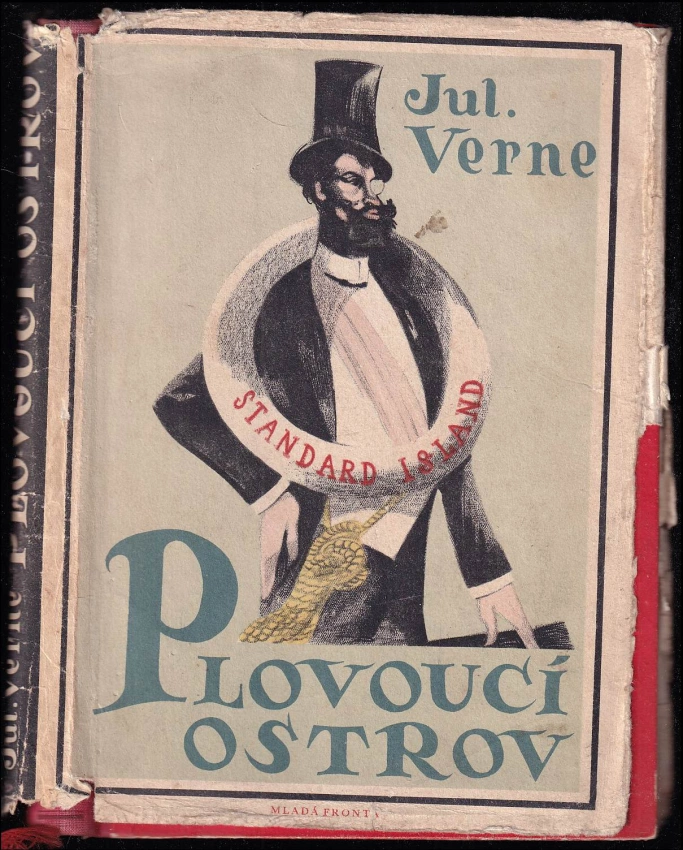 Jul.
Verne
STANDARD ISLAND
PLOVOUCÍ
OSTROV
MLADÁ FRONTA
Jul. Verne PLOVOUCÍ OSTROV